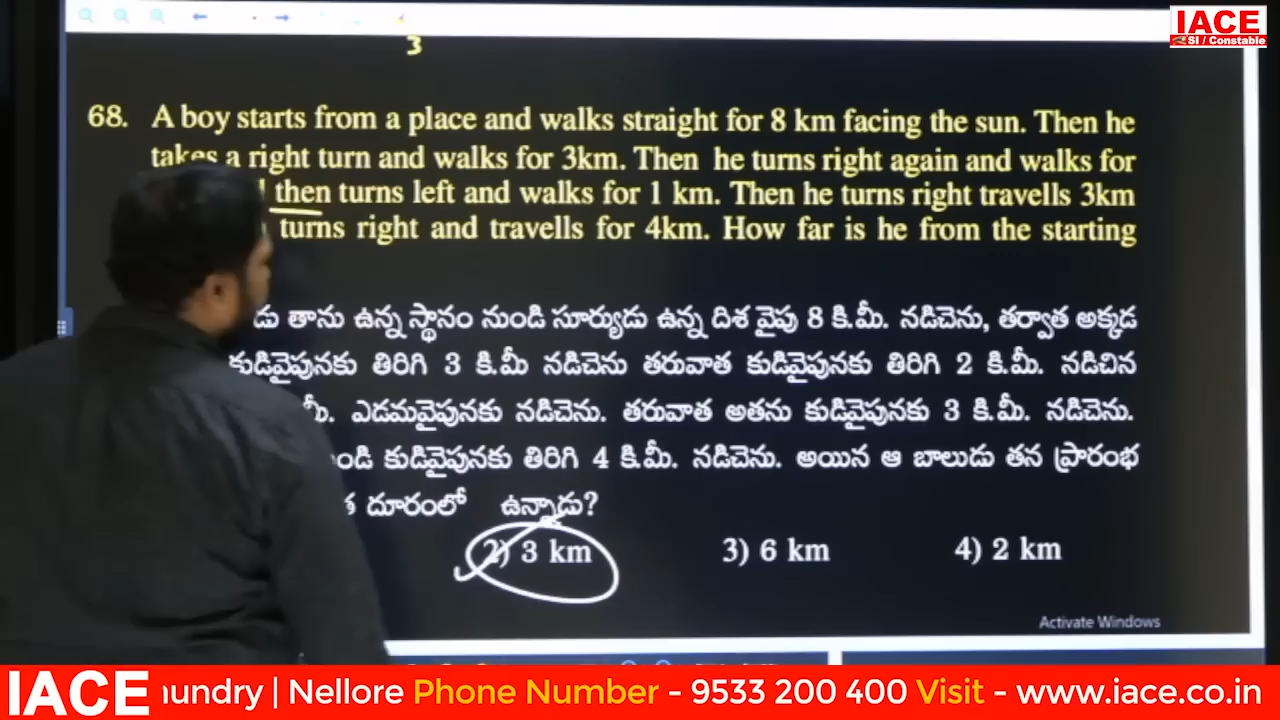 IACE
SI / Constable
3
68. A boy starts from a place and walks straight for 8 km facing the sun. Then he
takes a right turn and walks for 3km. Then he turns right again and walks for
then turns left and walks for 1 km. Then he turns right travells 3km
turns right and travells for 4km. How far is he from the starting
డు తాను ఉన్న స్థానం నుండి సూర్యుడు ఉన్న దిశ వైపు 8 కి.మీ. నడిచెను, తర్వాత అక్కడ
కుడివైపునకు తిరిగి 3 కి.మీ నడిచెను తరువాత కుడివైపునకు తిరిగి 2 కి.మీ. నడిచిన
మీ. ఎడమవైపునకు నడిచెను. తరువాత అతను కుడివైపునకు 3 కి.మీ. నడిచెను.
ండి కుడివైపునకు తిరిగి 4 కి.మీ. నడిచెను. అయిన ఆ బాలుడు తన ప్రారంభ
దూరంలో ఉన్నాడు?
2) 3 km 3) 6 km 4) 2 km
Activate Windows
IACE undry | Nellore Phone Number - 9533 200 400 Visit - www.iace.co.in